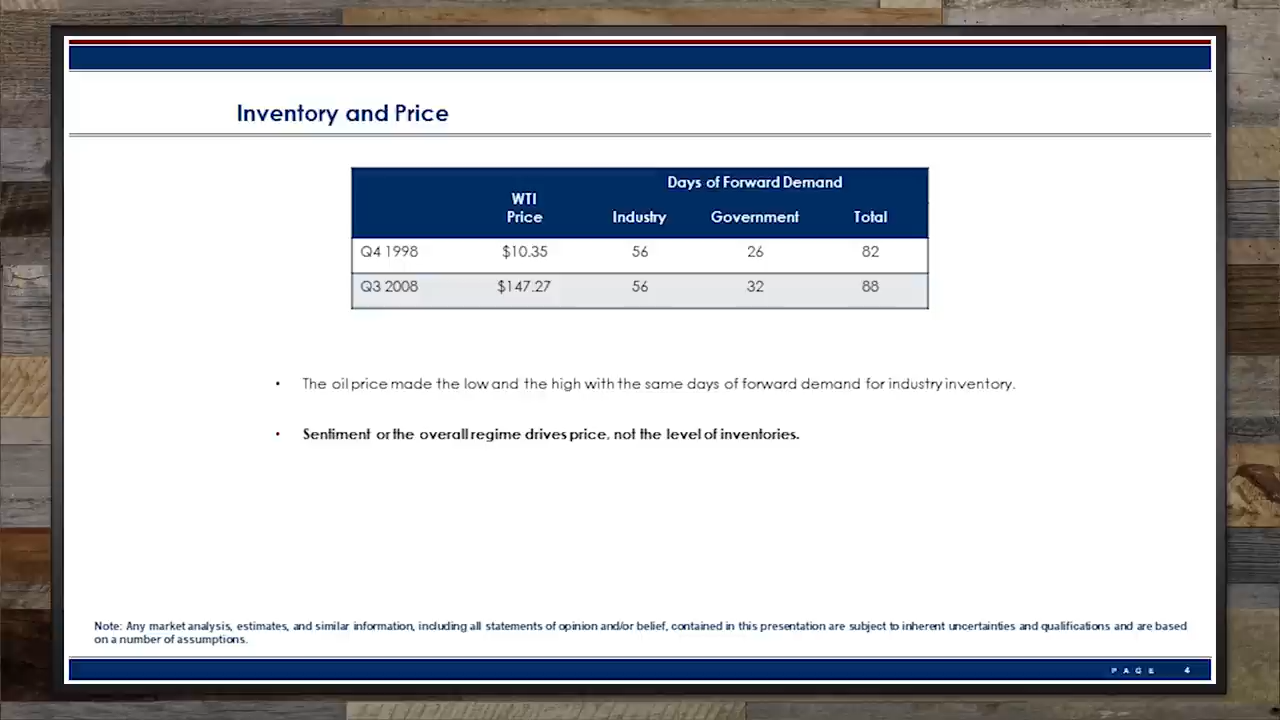 Inventory and Price
Days of Forward Demand
WTI
Price Industry Government Total
Q4 1998 $10.35 56 26 82
Q3 2008 $147.27 56 32 88
• The oil price made the low and the high with the same days of forward demand for industry inventory.
• Sentiment or the overall regime drives price, not the level of inventories.
Note: Any market analysis, estimates, and similar information, including all statements of opinion and/or belief, contained in this presentation are subject to inherent uncertainties and qualifications and are based
on a number of assumptions.
PAGE 4